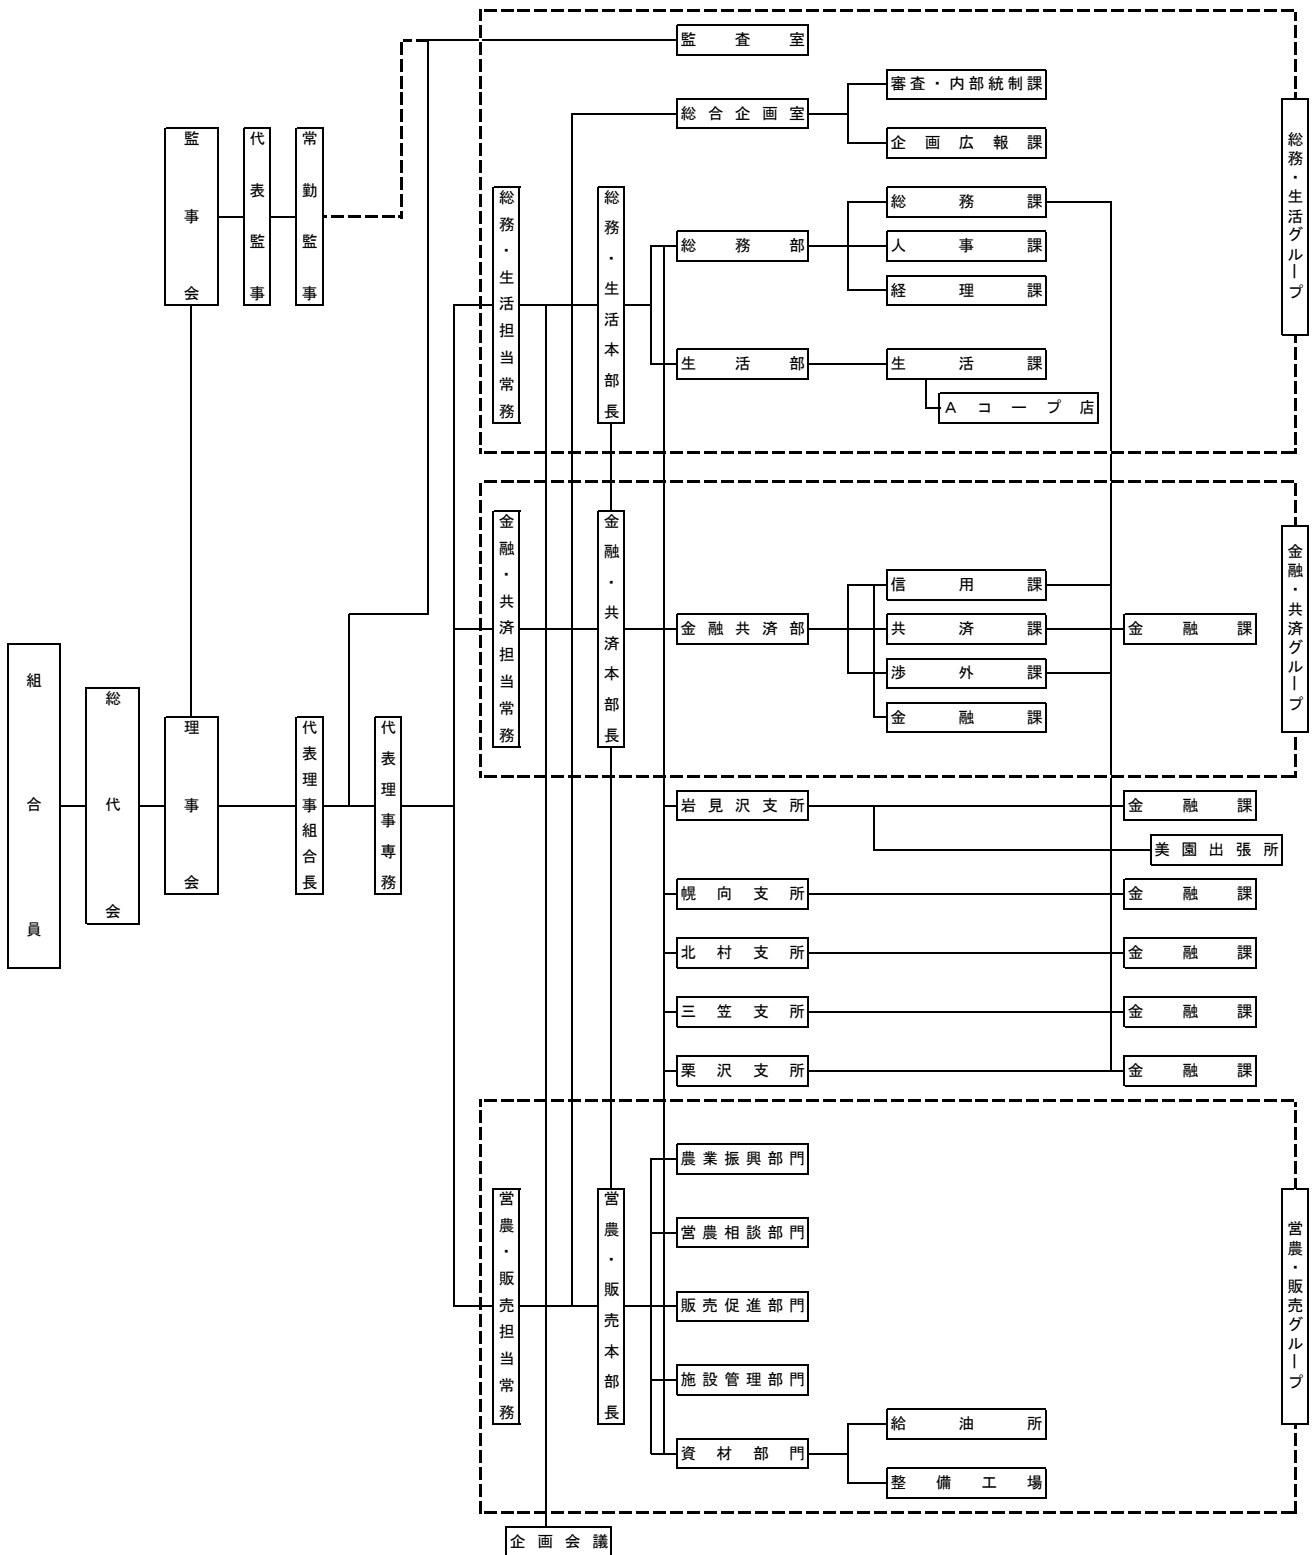 監査室
総合企画室
審査・内部統制課
企画広報課
総務・生活グループ
監事会
代表監事
常勤監事
総務・生活担当常務
総務・生活本部長
総務部
総務課
人事課
経理課
生活部
生活課
Aコープ店
金融・共済担当常務
金融・共済本部長
金融共済部
信用課
共済課
渉外課
金融課
金融課
金融・共済グループ
組合員
総代会
理事会
代表理事組合長
代表理事専務
岩見沢支所
金融課
美園出張所
幌向支所
金融課
北村支所
金融課
三笠支所
金融課
栗沢支所
金融課
営農・販売担当常務
営農・販売本部長
農業振興部門
営農相談部門
販売促進部門
施設管理部門
資材部門
給油所
整備工場
営農・販売グループ
企画会議